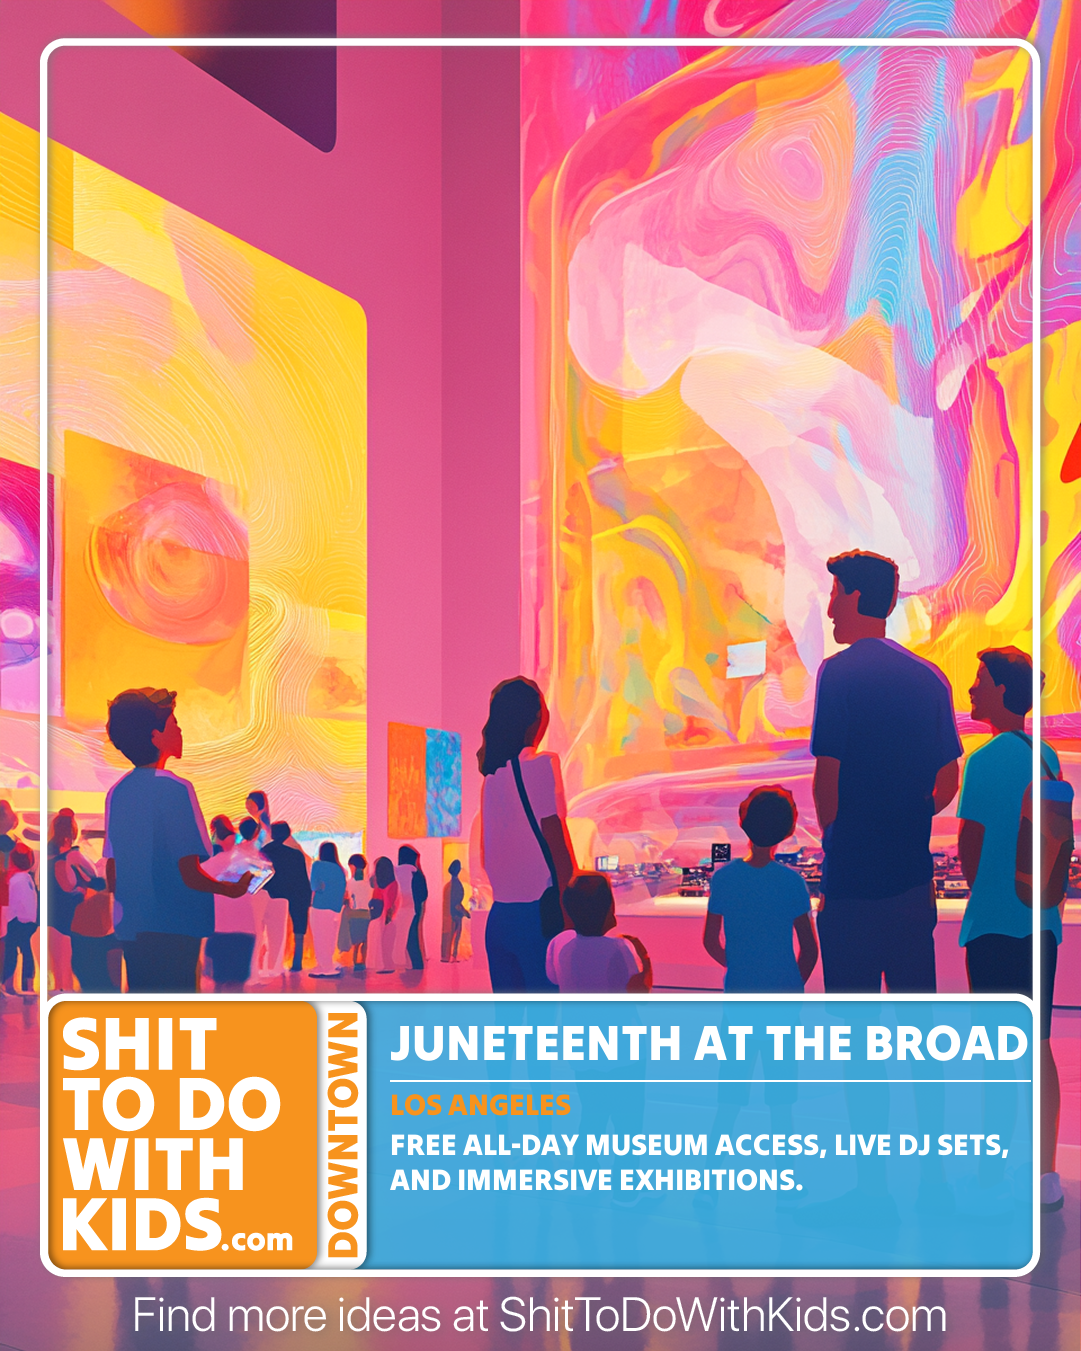 SHIT
TO DO
WITH
KIDS.com
DOWNTOWN
JUNETEENTH AT THE BROAD
LOS ANGELES
FREE ALL-DAY MUSEUM ACCESS, LIVE DJ SETS,
AND IMMERSIVE EXHIBITIONS.
Find more ideas at ShitToDoWithKids.com